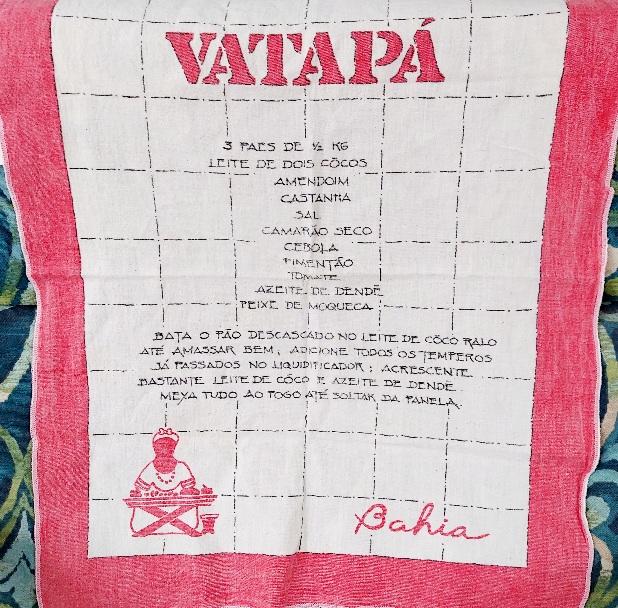 VATAPÁ
3 PAES DE ½ KG
LEITE DE DOIS CÔCOS
AMENDOIM
CASTANHA
SAL
CAMARÃO SECO
CEBOLA
PIMENTÃO
TOMATE
AZEITE DE DENDÊ
PEIXE DE MOQUECA
BATA O PÃO DESCASCADO NO LEITE DE CÔCO RALO
ATÉ AMASSAR BEM; ADICIONE TODOS OS TEMPEROS
JÁ PASSADOS NO LIQUIDIFICADOR; ACRESCENTE
BASTANTE LEITE DE CÔCO E AZEITE DE DENDÊ.
MEXA TUDO AO FOGO ATÉ SOLTAR DA PANELA.
Bahia